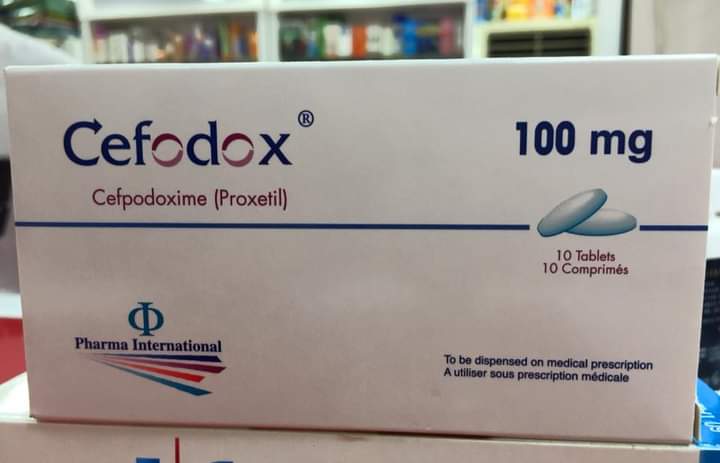 Cefodox®
100 mg
Cefpodoxime (Proxetil)
10 Tablets
10 Comprimés
Φ
Pharma International
To be dispensed on medical prescription
A utiliser sous prescription médicale